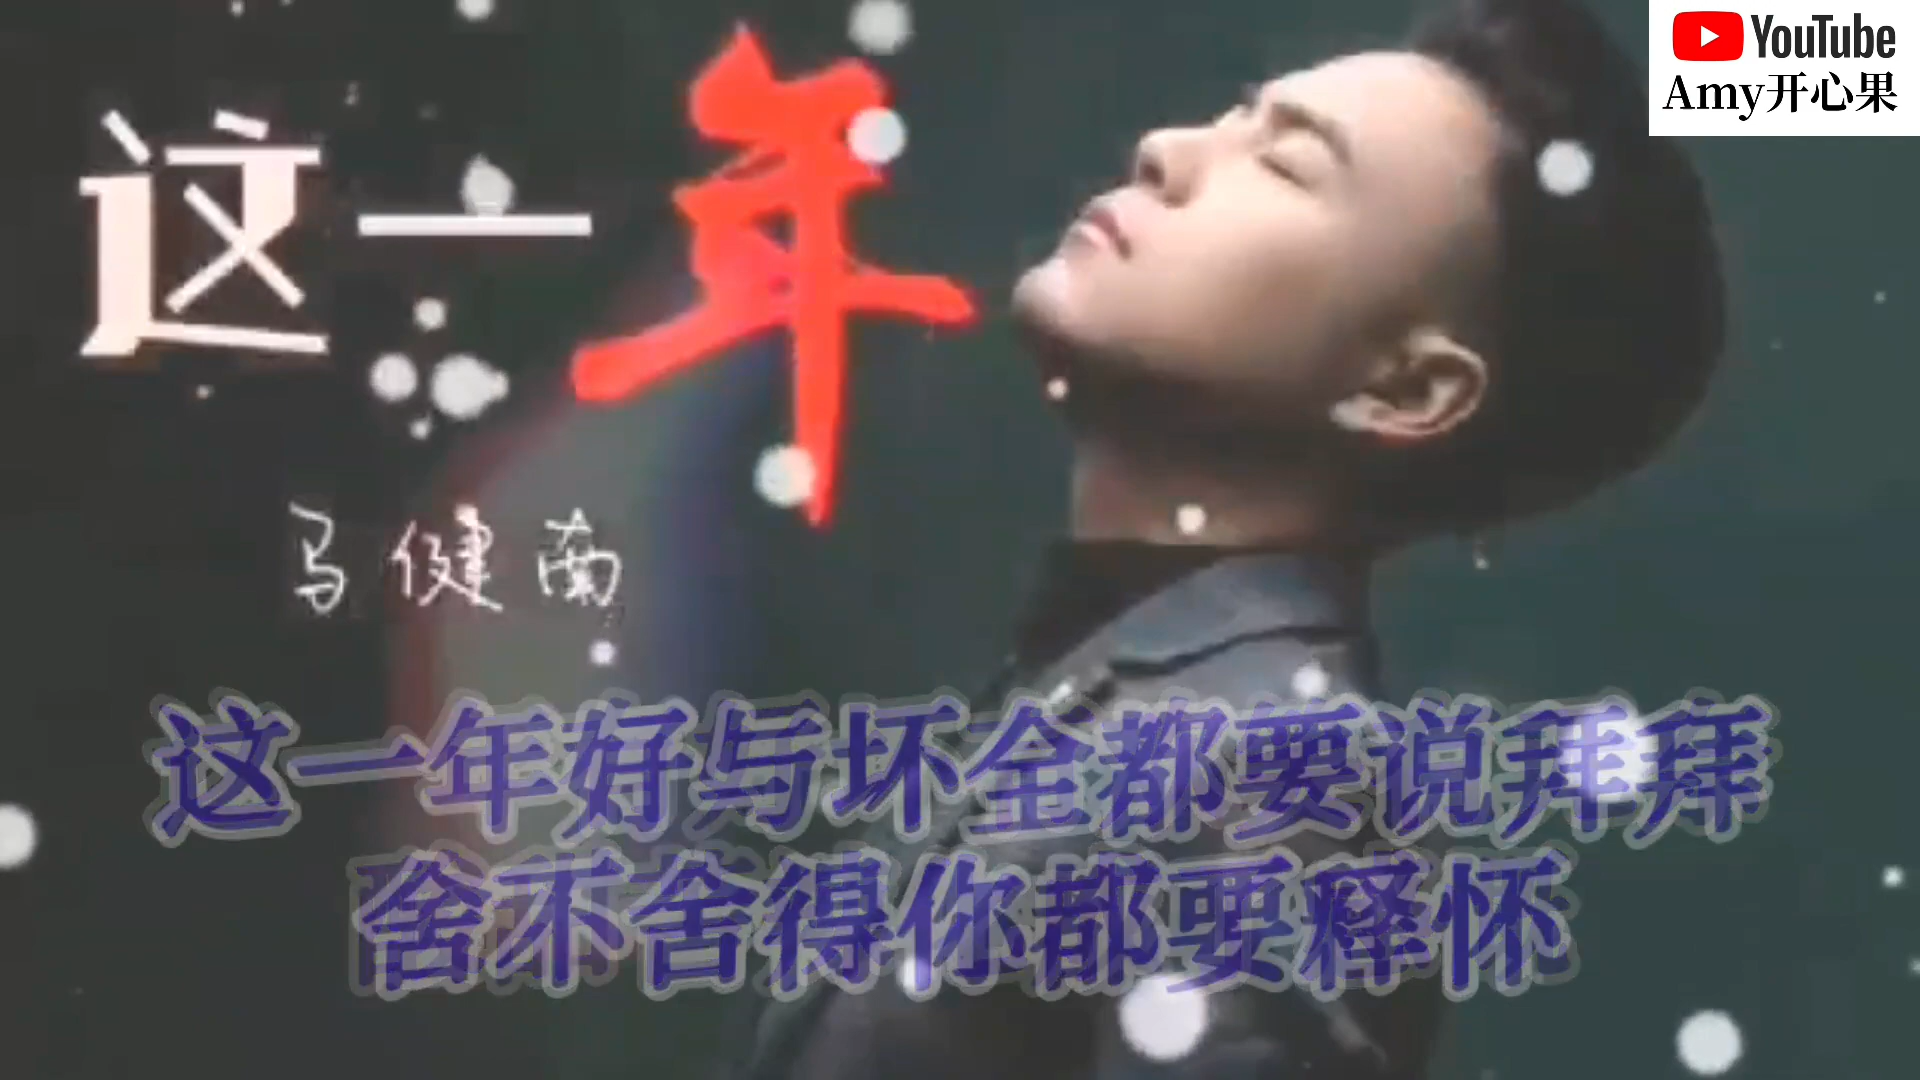 YouTube
Amy开心果
这一年
马健南
这一年好与坏全都要说拜拜
舍不舍得你都要释怀